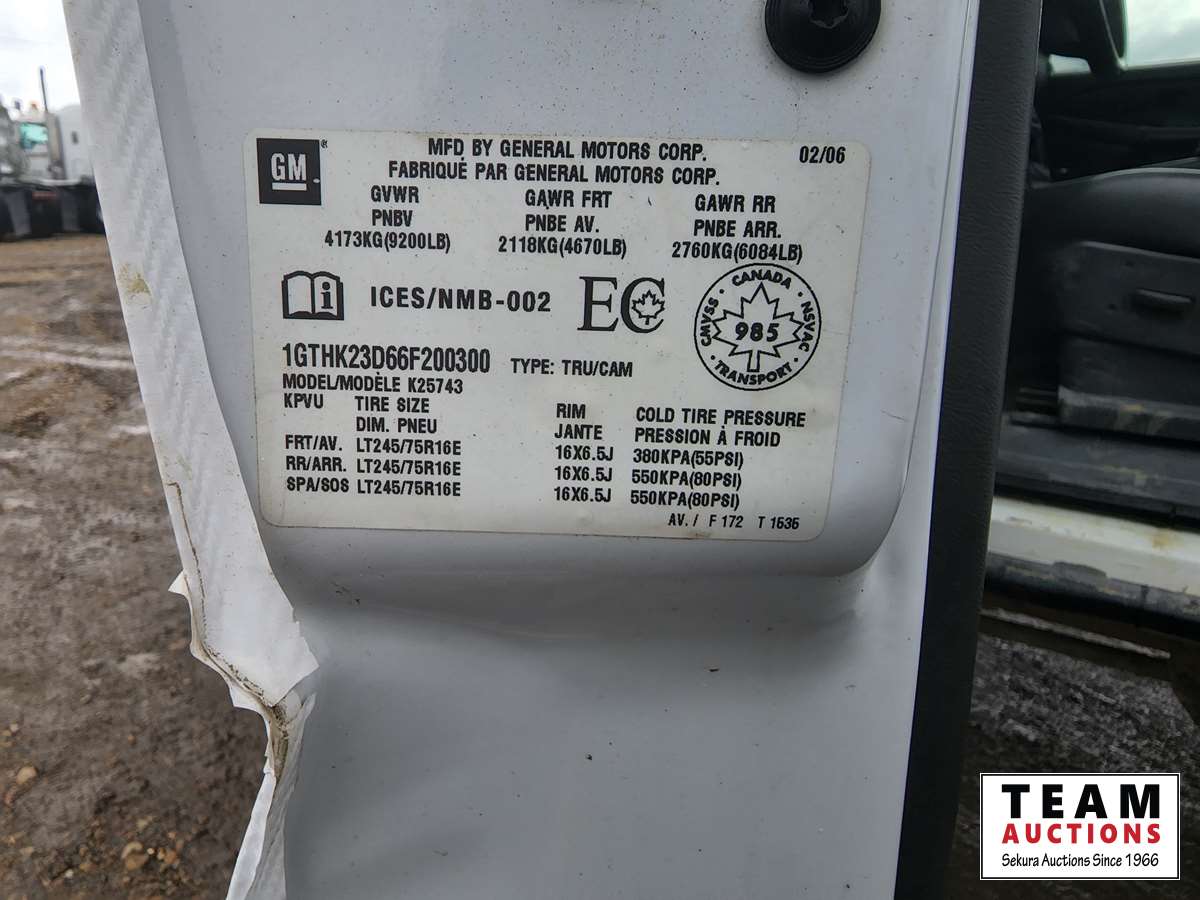 GM
MFD BY GENERAL MOTORS CORP. 02/06
FABRIQUÉ PAR GENERAL MOTORS CORP.
GVWR GAWR FRT GAWR RR
PNBV PNBE AV. PNBE ARR.
4173KG(9200LB) 2118KG(4670LB) 2760KG(6084LB)
i ICES/NMB-002 EC
CANADA
CMVSS 985 NSVAC
TRANSPORT
1GTHK23D66F200300 TYPE: TRU/CAM
MODEL/MODÈLE K25743
KPVU TIRE SIZE RIM COLD TIRE PRESSURE
DIM. PNEU JANTE PRESSION À FROID
FRT/AV. LT245/75R16E 16X6.5J 380KPA(55PSI)
RR/ARR. LT245/75R16E 16X6.5J 550KPA(80PSI)
SPA/SOS LT245/75R16E 16X6.5J 550KPA(80PSI)
AV. / F 172 T 1636
TEAM
AUCTIONS
Sekura Auctions Since 1966